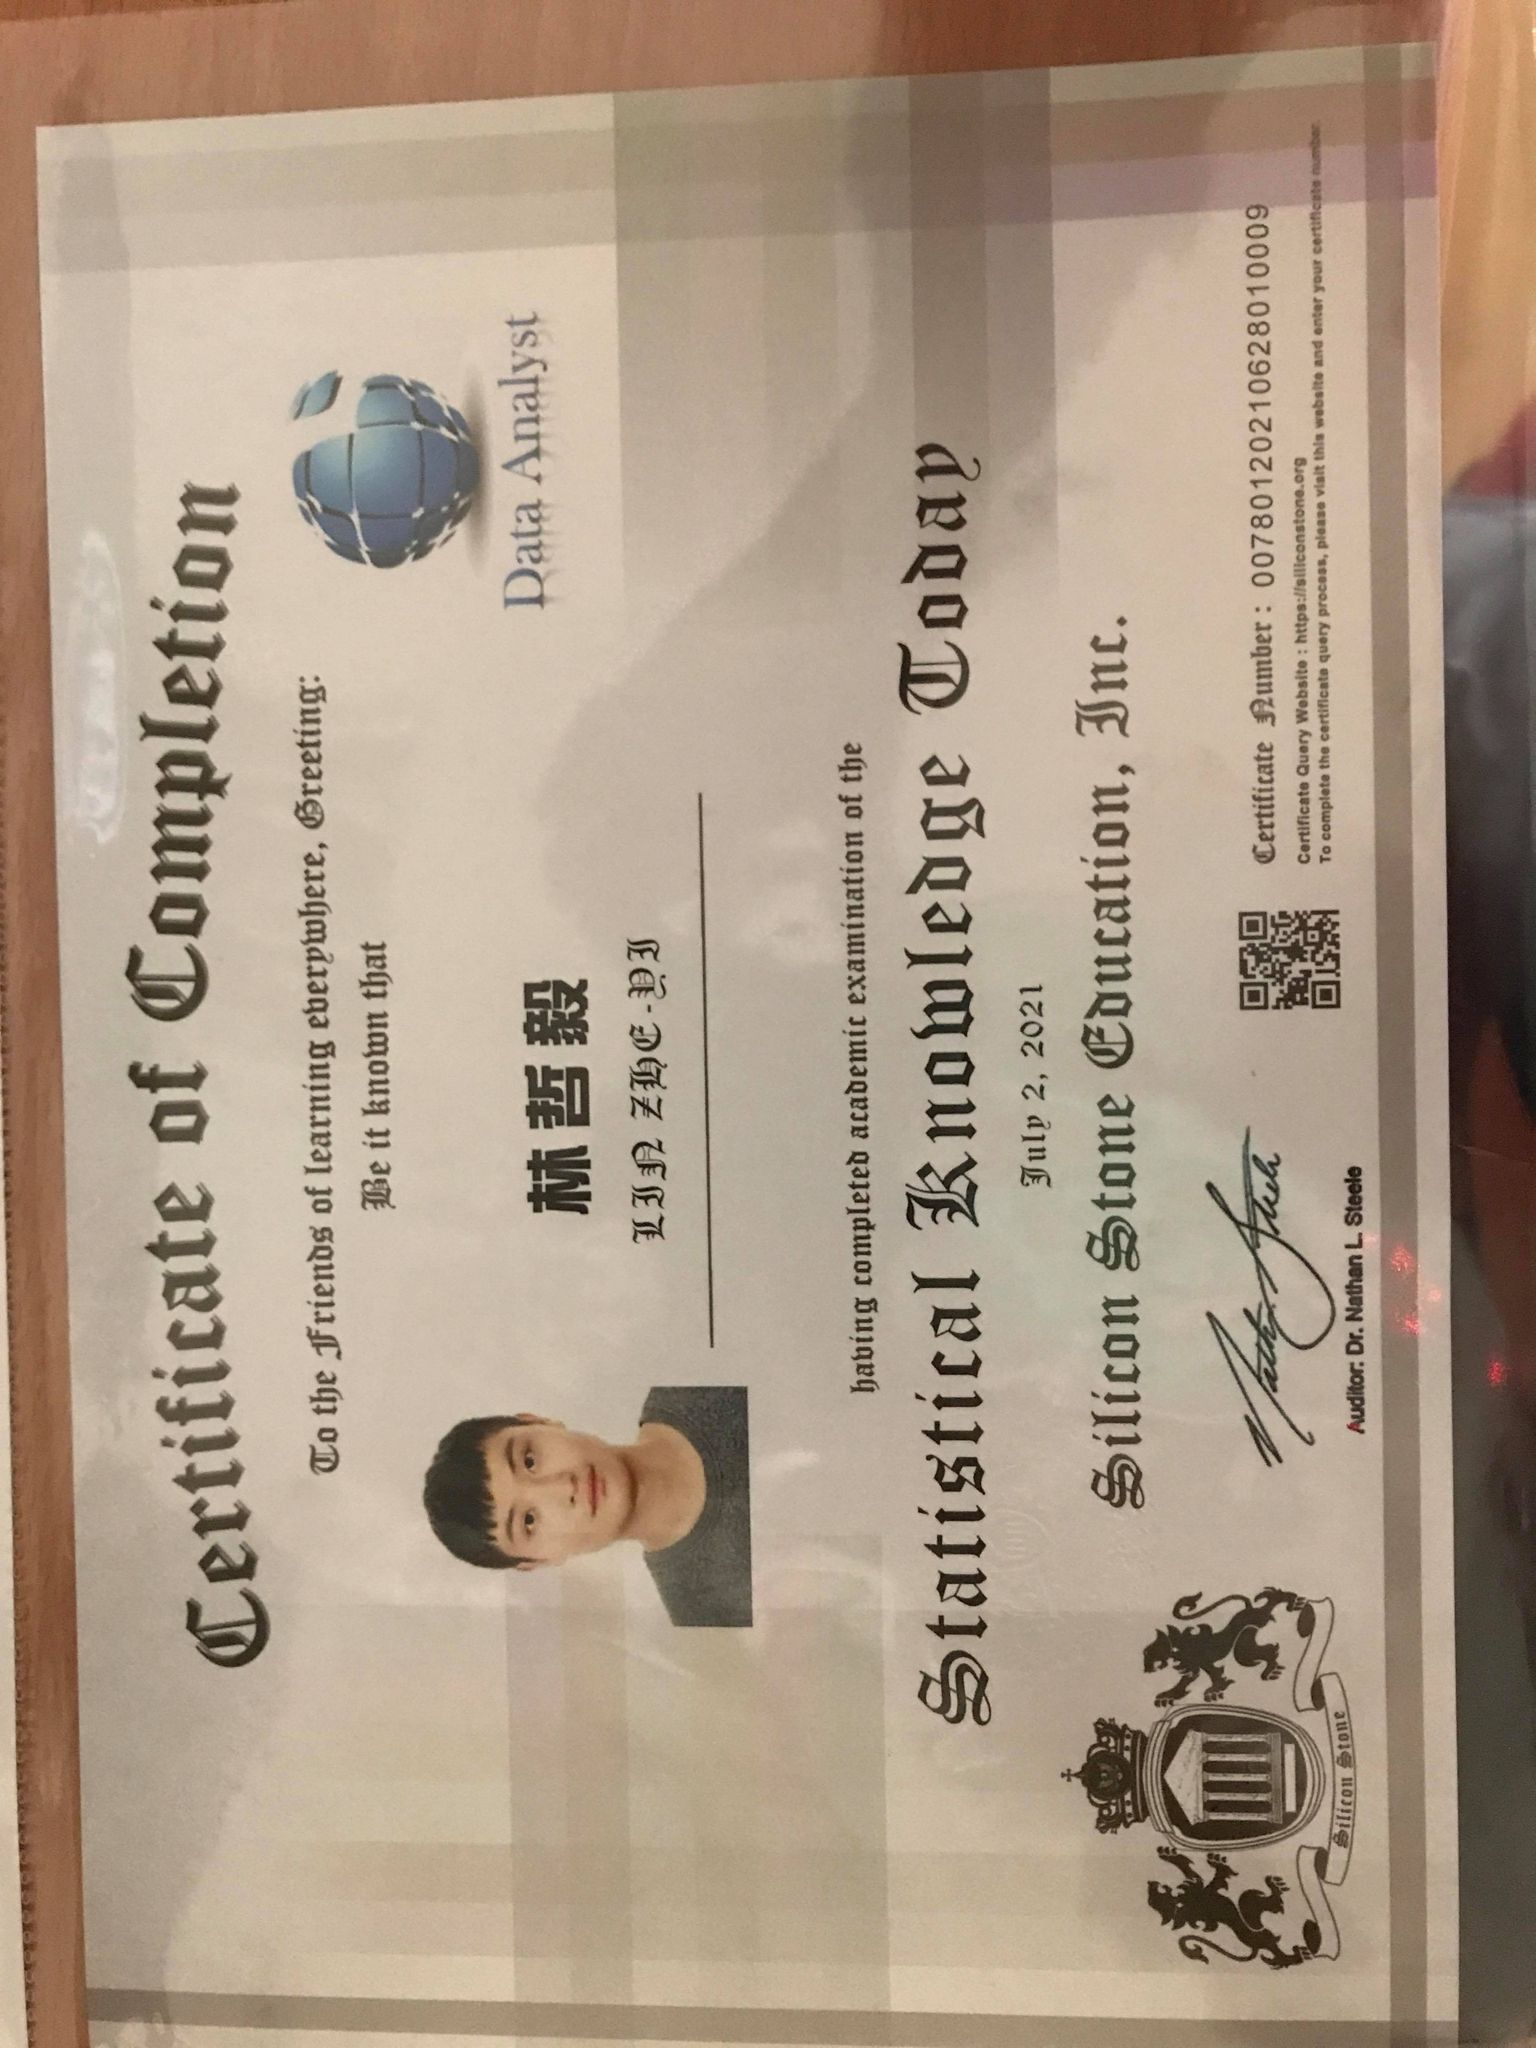 Certificate of Completion
To the Friends of learning everywhere, Greeting:
Be it known that
Data Analyst
林哲毅
LIN ZHE-YI
having completed academic examination of the
Statistical Knowledge Today
July 2, 2021
Silicon Stone Education, Inc.
Silicon Stone
Nathan L. Steele
Auditor: Dr. Nathan L. Steele
Certificate Number : 00780120210628010009
Certificate Query Website : https://siliconstone.org
To complete the certificate query process, please visit this website and enter your certificate number.